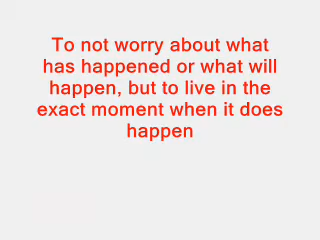 To not worry about what
has happened or what will
happen, but to live in the
exact moment when it does
happen